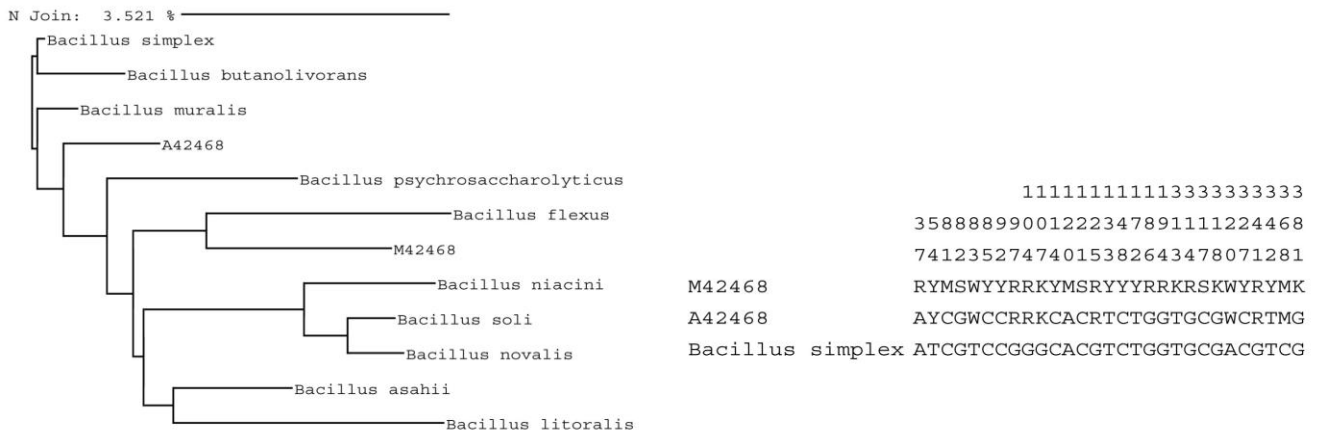 N Join: 3.521 %
Bacillus simplex
Bacillus butanolivorans
Bacillus muralis
A42468
Bacillus psychrosaccharolyticus
Bacillus flexus
M42468
Bacillus niacini
Bacillus soli
Bacillus novalis
Bacillus asahii
Bacillus litoralis
1111111111133333333333
35888899001222347891111224468
74123527474015382643478071281
M42468 RYMSWYYRRKYMSRYYYRRKRSKWYRYMK
A42468 AYCGWCCRRKCACRTCTGGTGCGWCRTMG
Bacillus simplex ATCGTCCGGGCACGTCTGGTGCGACGTCG